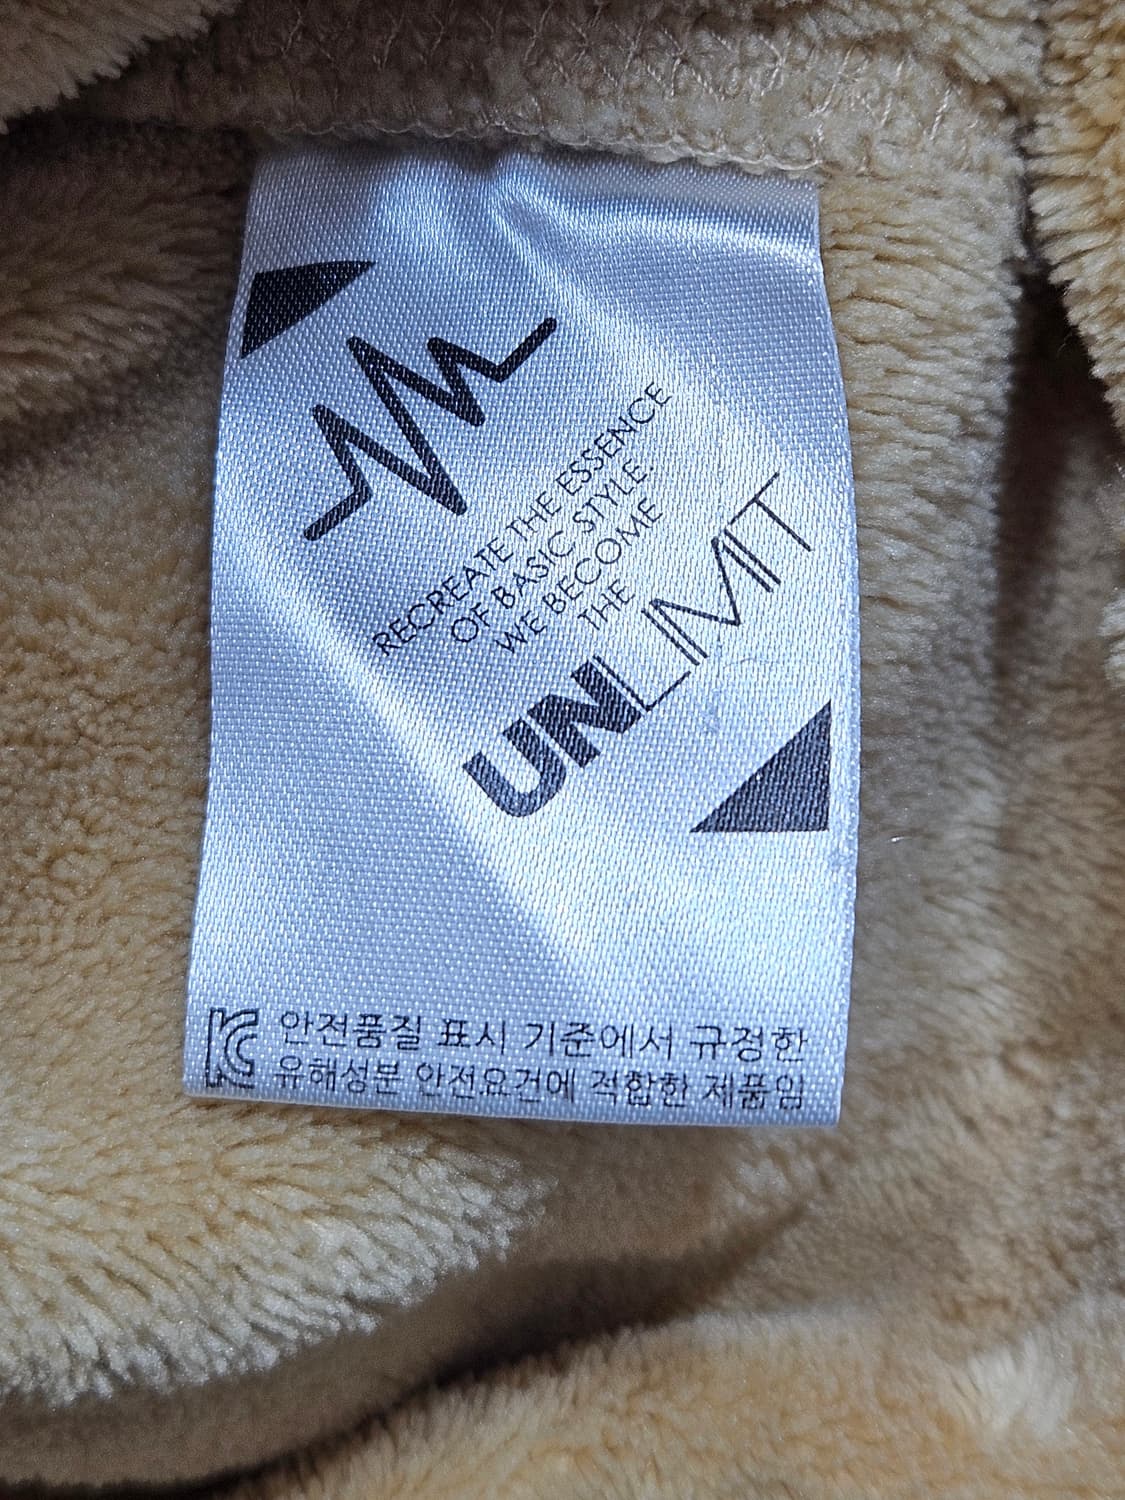 RECREATE THE ESSENCE
OF BASIC STYLE.
WE BECOME
THE
UNLIMIT
KC 안전품질 표시 기준에서 규정한
유해성분 안전요건에 적합한 제품임